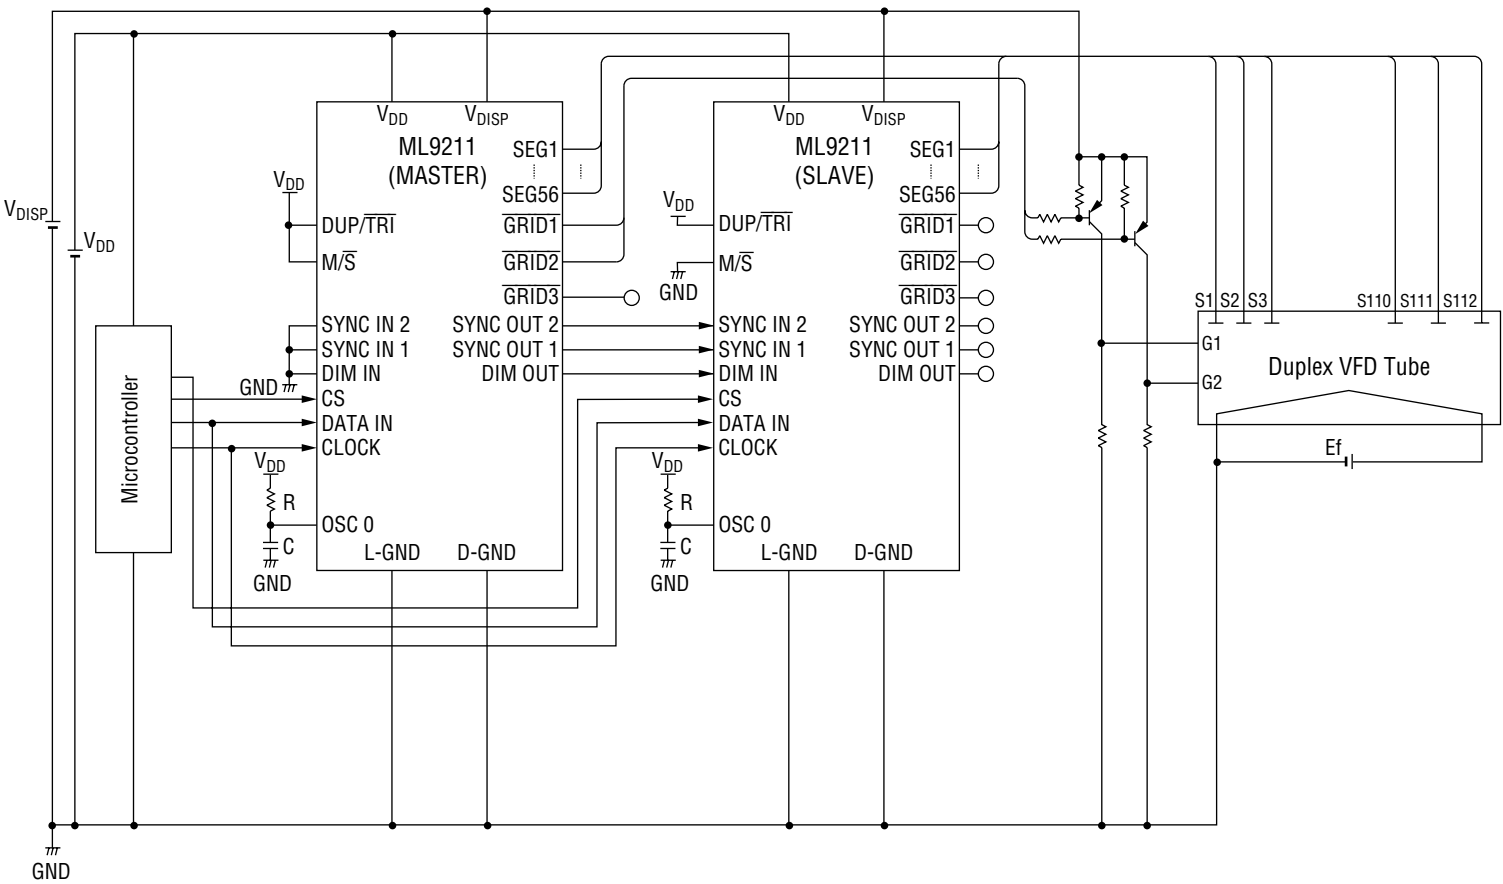 VDD
VDISP
VDD
VDISP
ML9211
(MASTER)
ML9211
(SLAVE)
SEG1
SEG56
SEG1
SEG56
VDISP
VDD
VDD
VDD
DUP/TRI
M/S
GRID1
GRID2
GRID3
DUP/TRI
M/S
GND
GRID1
GRID2
GRID3
SYNC IN 2
SYNC IN 1
DIM IN
GND
CS
DATA IN
CLOCK
SYNC OUT 2
SYNC OUT 1
DIM OUT
SYNC IN 2
SYNC IN 1
DIM IN
CS
DATA IN
CLOCK
SYNC OUT 2
SYNC OUT 1
DIM OUT
S1 S2 S3 S110 S111 S112
G1
G2
Duplex VFD Tube
Ef
Microcontroller
VDD
R
OSC 0
C
GND
L-GND D-GND
VDD
R
OSC 0
C
GND
L-GND D-GND
GND